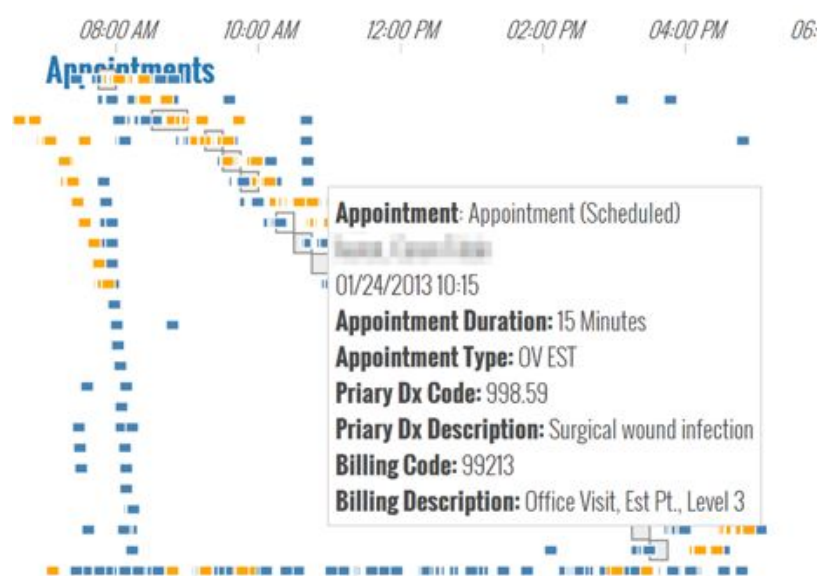 08:00 AM 10:00 AM 12:00 PM 02:00 PM 04:00 PM 06:
Appointments
Appointment: Appointment (Scheduled)
01/24/2013 10:15
Appointment Duration: 15 Minutes
Appointment Type: OV EST
Priary Dx Code: 998.59
Priary Dx Description: Surgical wound infection
Billing Code: 99213
Billing Description: Office Visit, Est Pt., Level 3